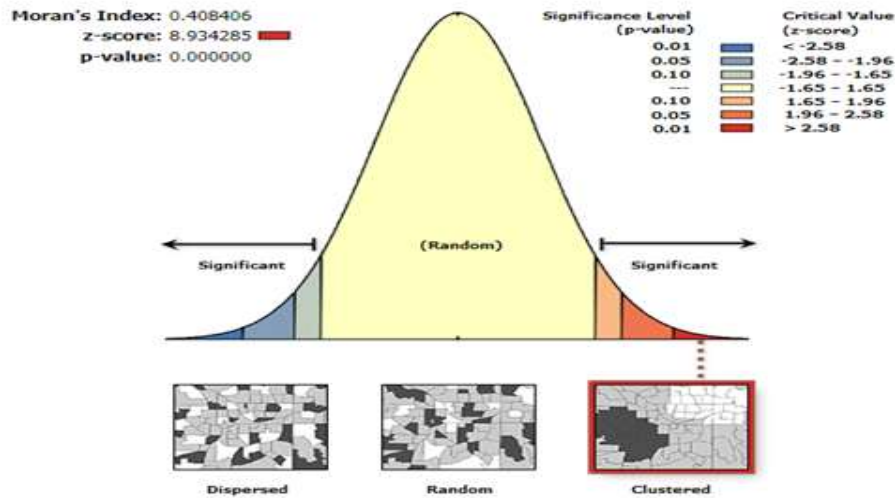 Moran's Index: 0.408406
z-score: 8.934285
p-value: 0.000000
Significance Level
(p-value)
Critical Value
(z-score)
0.01 < -2.58
0.05 -2.58 – -1.96
0.10 -1.96 – -1.65
--- -1.65 – 1.65
0.10 1.65 – 1.96
0.05 1.96 – 2.58
0.01 > 2.58
(Random)
Significant
Significant
Dispersed
Random
Clustered